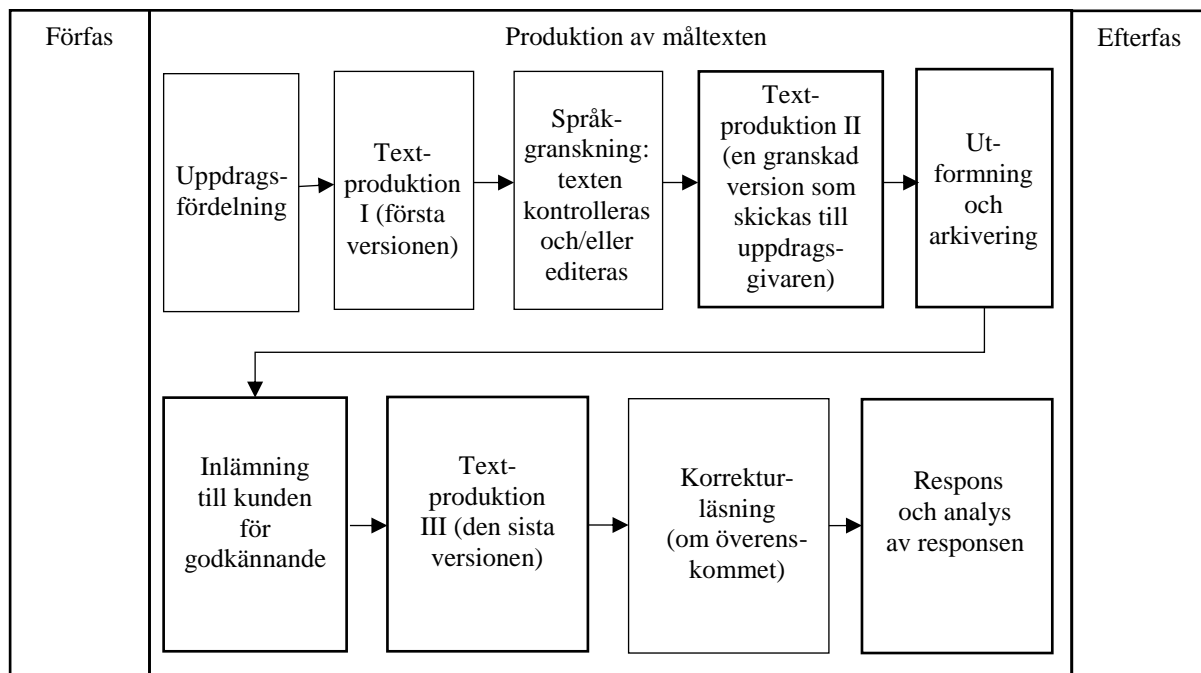 Förfas
Produktion av måltexten
Efterfas
Uppdrags-
fördelning
Text-
produktion
I (första
versionen)
Språk-
granskning:
texten
kontrolleras
och/eller
editeras
Text-
produktion II
(en granskad
version som
skickas till
uppdrags-
givaren)
Ut-
formning
och
arkivering
Inlämning
till kunden
för
godkännande
Text-
produktion
III (den sista
versionen)
Korrektur-
läsning
(om överens-
kommet)
Respons
och analys
av responsen